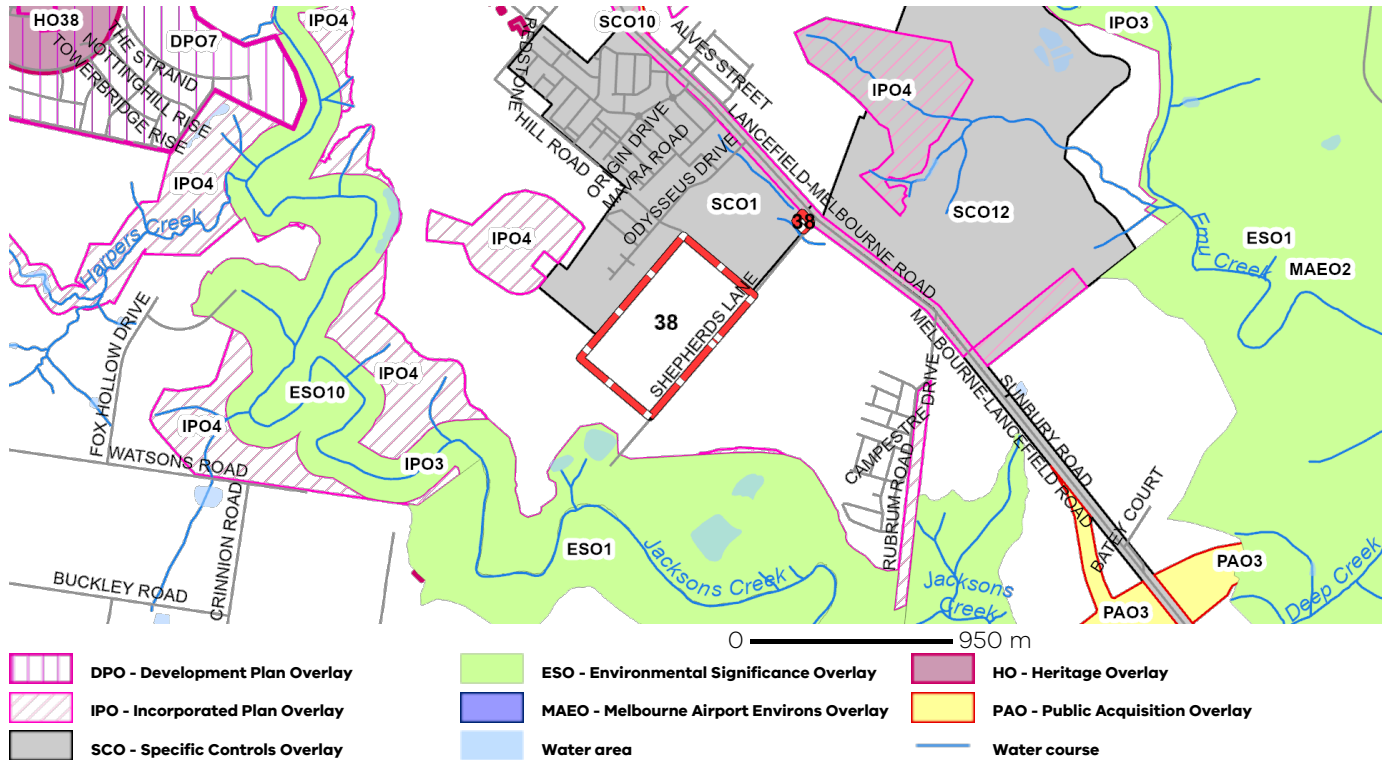 HO38
IPO4
DPO7
THE STRAND
NOTTINGHILL RISE
TOWERBRIDGE RISE
SCO10
REDSTONE HILL ROAD
ALVES STREET
LANCEFIELD-MELBOURNE ROAD
IPO4
IPO3
ORIGIN DRIVE
MAVRA ROAD
ODYSSEUS DRIVE
IPO4
Harpers Creek
IPO4
SCO1
38
SCO12
Emu Creek
ESO1
MAEO2
FOX HOLLOW DRIVE
38
SHEPHERDS LANE
MELBOURNE-LANCEFIELD ROAD
SUNBURY ROAD
ESO10
IPO4
IPO4
IPO3
WATSONS ROAD
CRINNION ROAD
BUCKLEY ROAD
CAMPESTRE DRIVE
RUBRUM ROAD
BATEY COURT
ESO1
Jacksons Creek
Jacksons
Creek
PAO3
PAO3
Deep Creek
0 950 m
DPO - Development Plan Overlay
ESO - Environmental Significance Overlay
HO - Heritage Overlay
IPO - Incorporated Plan Overlay
MAEO - Melbourne Airport Environs Overlay
PAO - Public Acquisition Overlay
SCO - Specific Controls Overlay
Water area
Water course